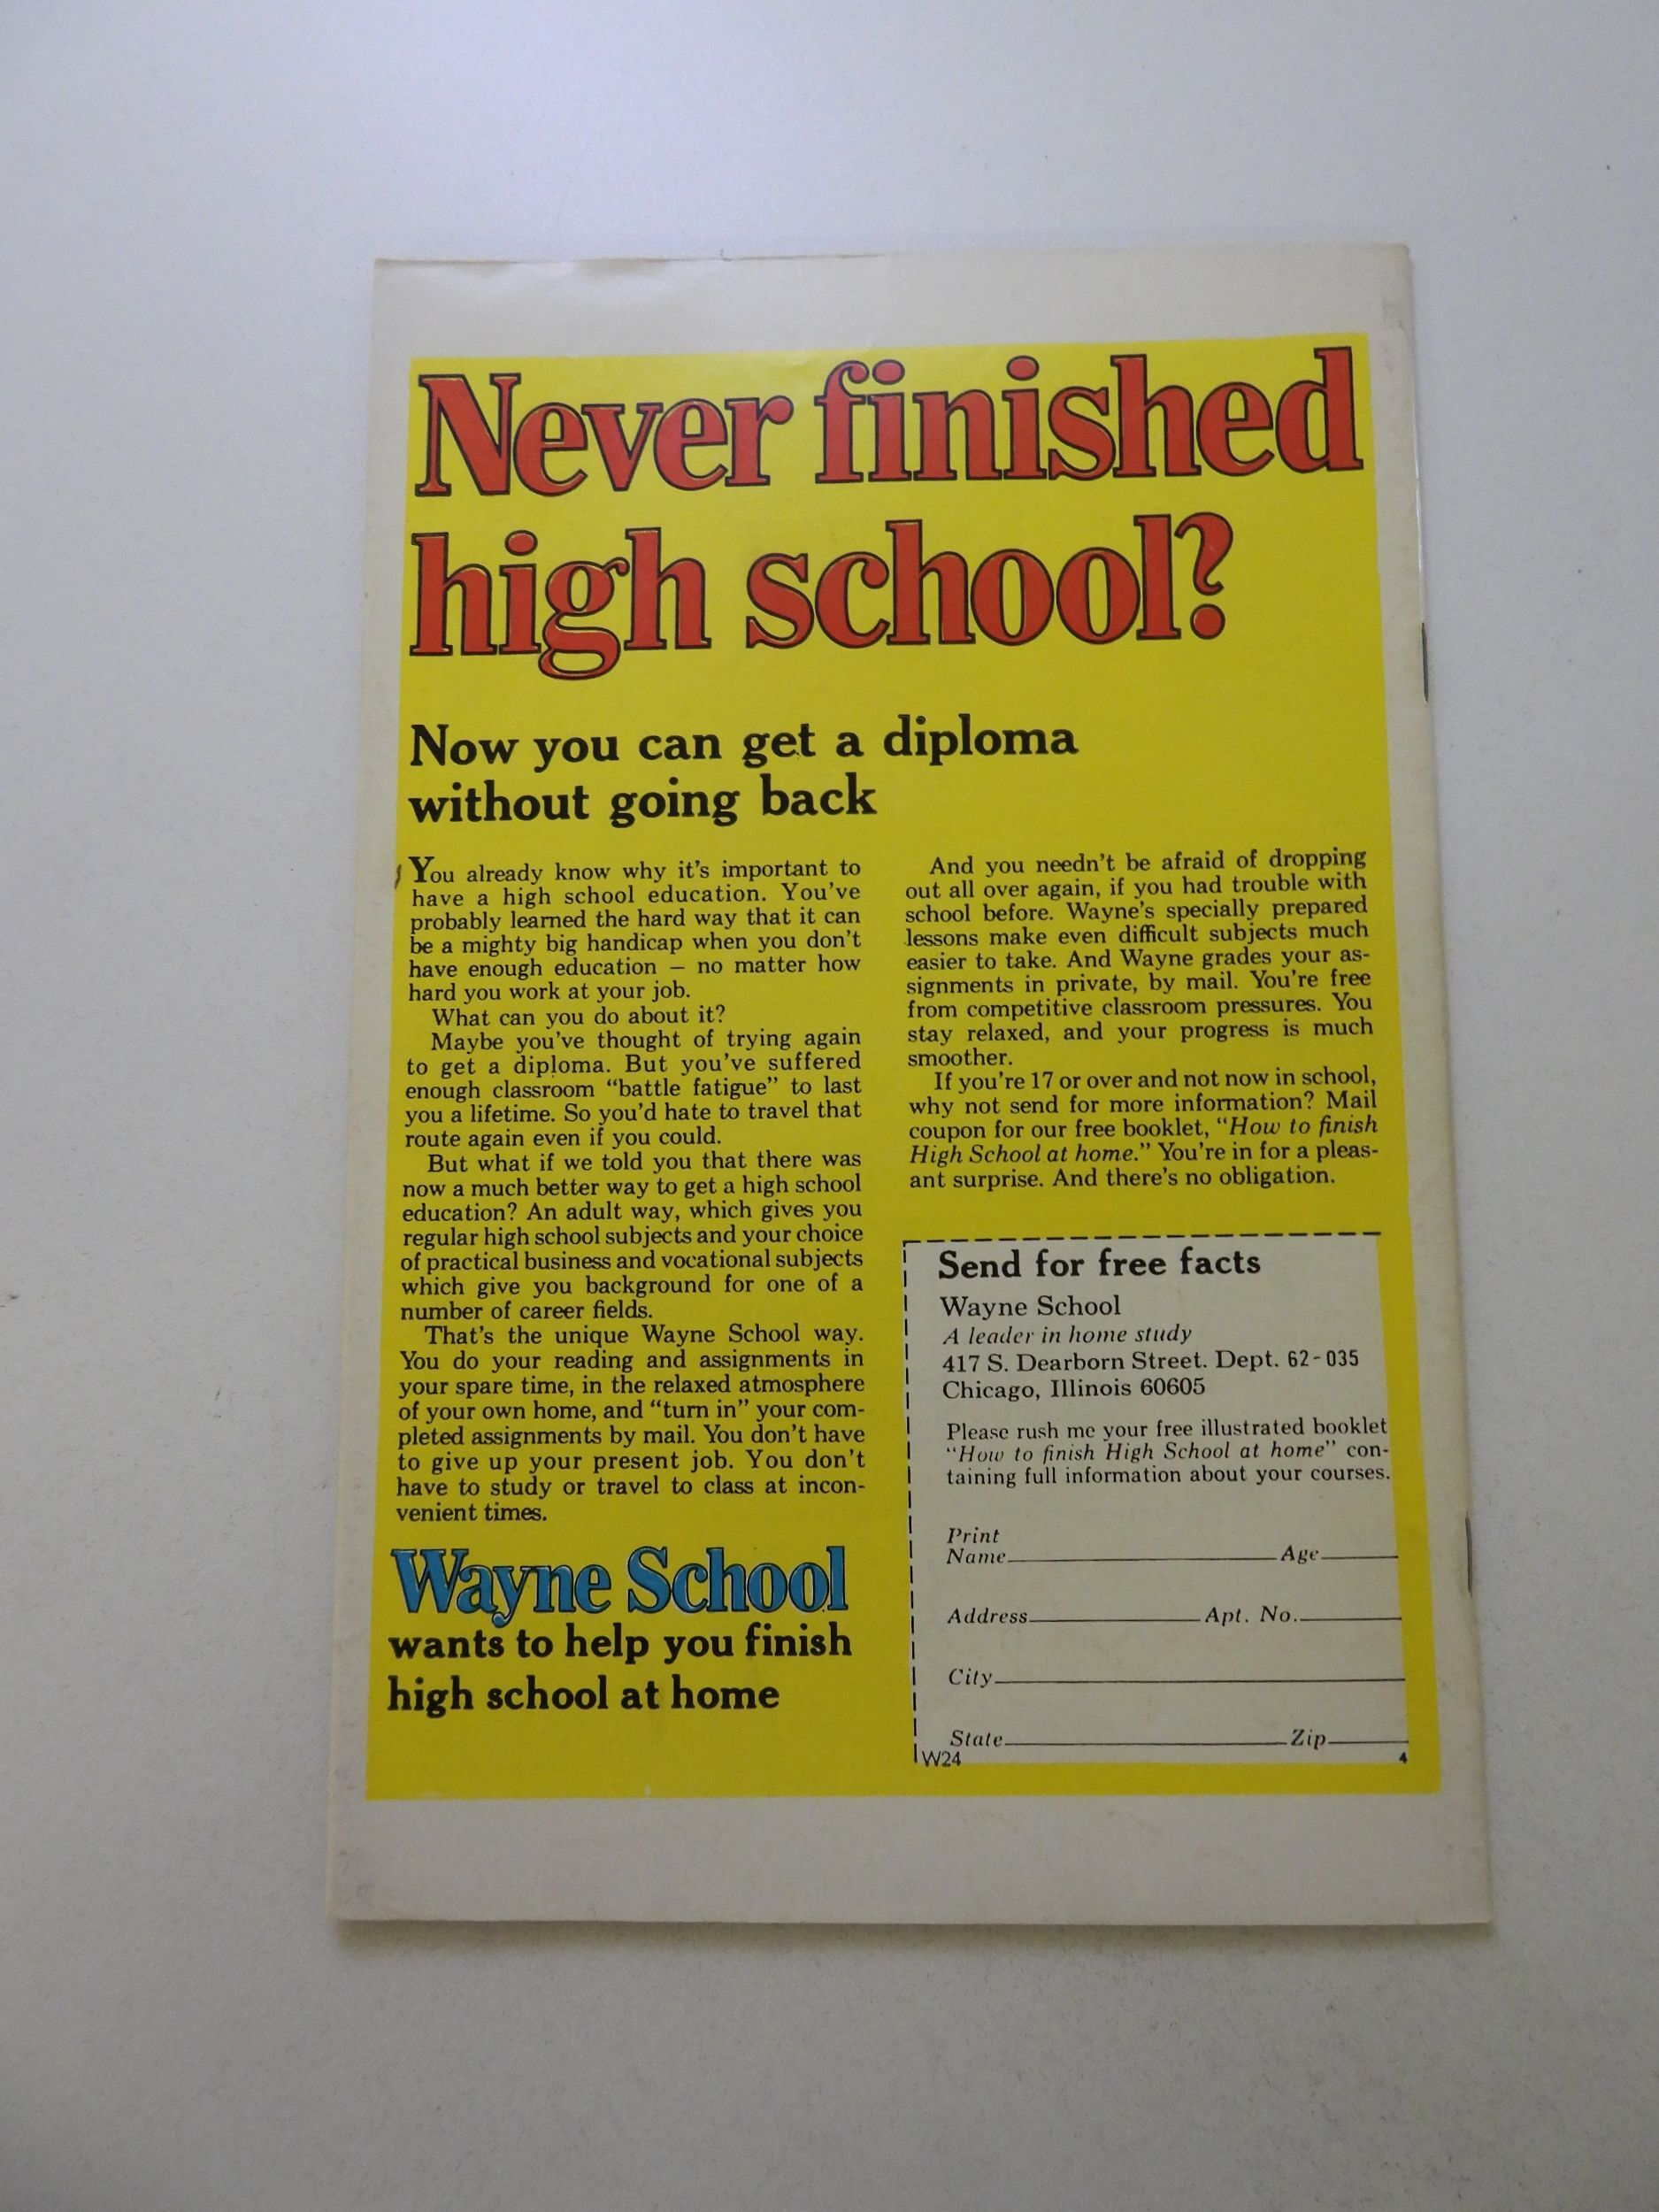 Never finished
high school?
Now you can get a diploma
without going back
You already know why it's important to
have a high school education. You've
probably learned the hard way that it can
be a mighty big handicap when you don't
have enough education – no matter how
hard you work at your job.
What can you do about it?
Maybe you've thought of trying again
to get a diploma. But you've suffered
enough classroom “battle fatigue” to last
you a lifetime. So you'd hate to travel that
route again even if you could.
But what if we told you that there was
now a much better way to get a high school
education? An adult way, which gives you
regular high school subjects and your choice
of practical business and vocational subjects
which give you background for one of a
number of career fields.
That's the unique Wayne School way.
You do your reading and assignments in
your spare time, in the relaxed atmosphere
of your own home, and “turn in” your com-
pleted assignments by mail. You don't have
to give up your present job. You don't
have to study or travel to class at incon-
venient times.
Wayne School
wants to help you finish
high school at home
And you needn't be afraid of dropping
out all over again, if you had trouble with
school before. Wayne's specially prepared
lessons make even difficult subjects much
easier to take. And Wayne grades your as-
signments in private, by mail. You're free
from competitive classroom pressures. You
stay relaxed, and your progress is much
smoother.
If you're 17 or over and not now in school,
why not send for more information? Mail
coupon for our free booklet, “How to finish
High School at home.” You're in for a pleas-
ant surprise. And there's no obligation.
Send for free facts
Wayne School
A leader in home study
417 S. Dearborn Street. Dept. 62-035
Chicago, Illinois 60605
Please rush me your free illustrated booklet
“How to finish High School at home” con-
taining full information about your courses.
Print
Name Age
Address Apt. No.
City
State Zip
W24 4